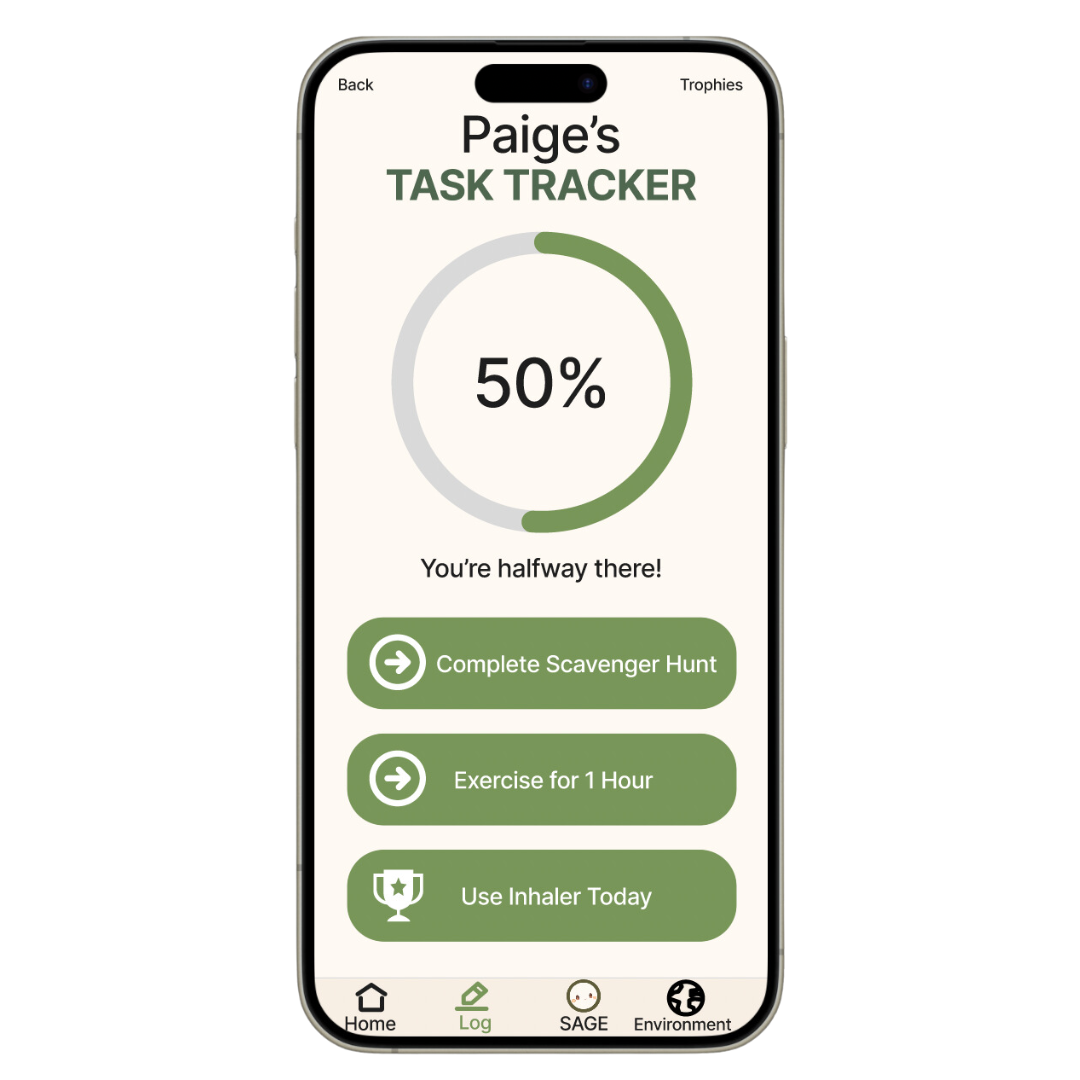 Back
Trophies
Paige’s
TASK TRACKER
50%
You’re halfway there!
Complete Scavenger Hunt
Exercise for 1 Hour
Use Inhaler Today
Home
Log
SAGE
Environment